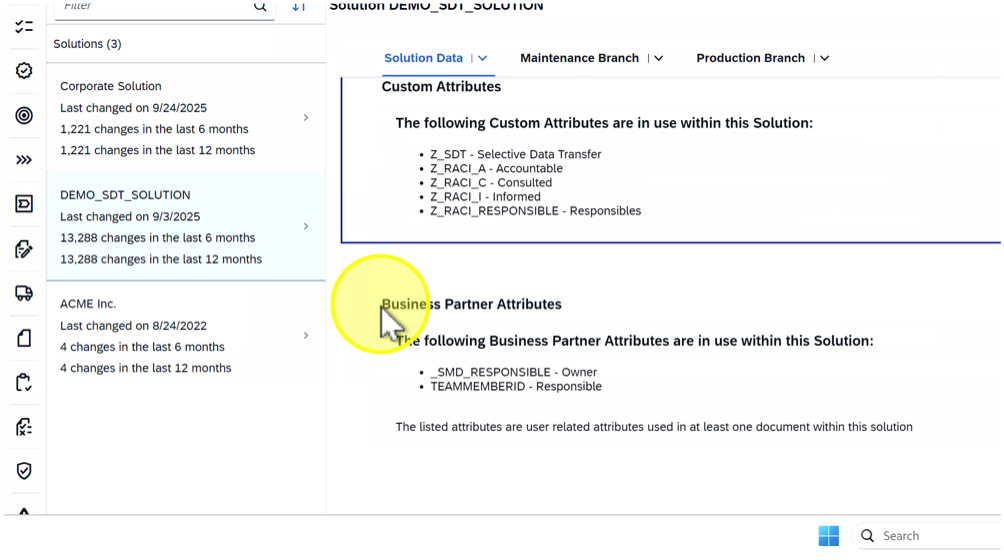 Filter
Solutions (3)
Corporate Solution
Last changed on 9/24/2025
1,221 changes in the last 6 months
1,221 changes in the last 12 months
DEMO_SDT_SOLUTION
Last changed on 9/3/2025
13,288 changes in the last 6 months
13,288 changes in the last 12 months
ACME Inc.
Last changed on 8/24/2022
4 changes in the last 6 months
4 changes in the last 12 months
Solution DEMO_SDT_SOLUTION
Solution Data
Maintenance Branch
Production Branch
Custom Attributes
The following Custom Attributes are in use within this Solution:
• Z_SDT - Selective Data Transfer
• Z_RACI_A - Accountable
• Z_RACI_C - Consulted
• Z_RACI_I - Informed
• Z_RACI_RESPONSIBLE - Responsibles
Business Partner Attributes
The following Business Partner Attributes are in use within this Solution:
• _SMD_RESPONSIBLE - Owner
• TEAMMEMBERID - Responsible
The listed attributes are user related attributes used in at least one document within this solution
Search